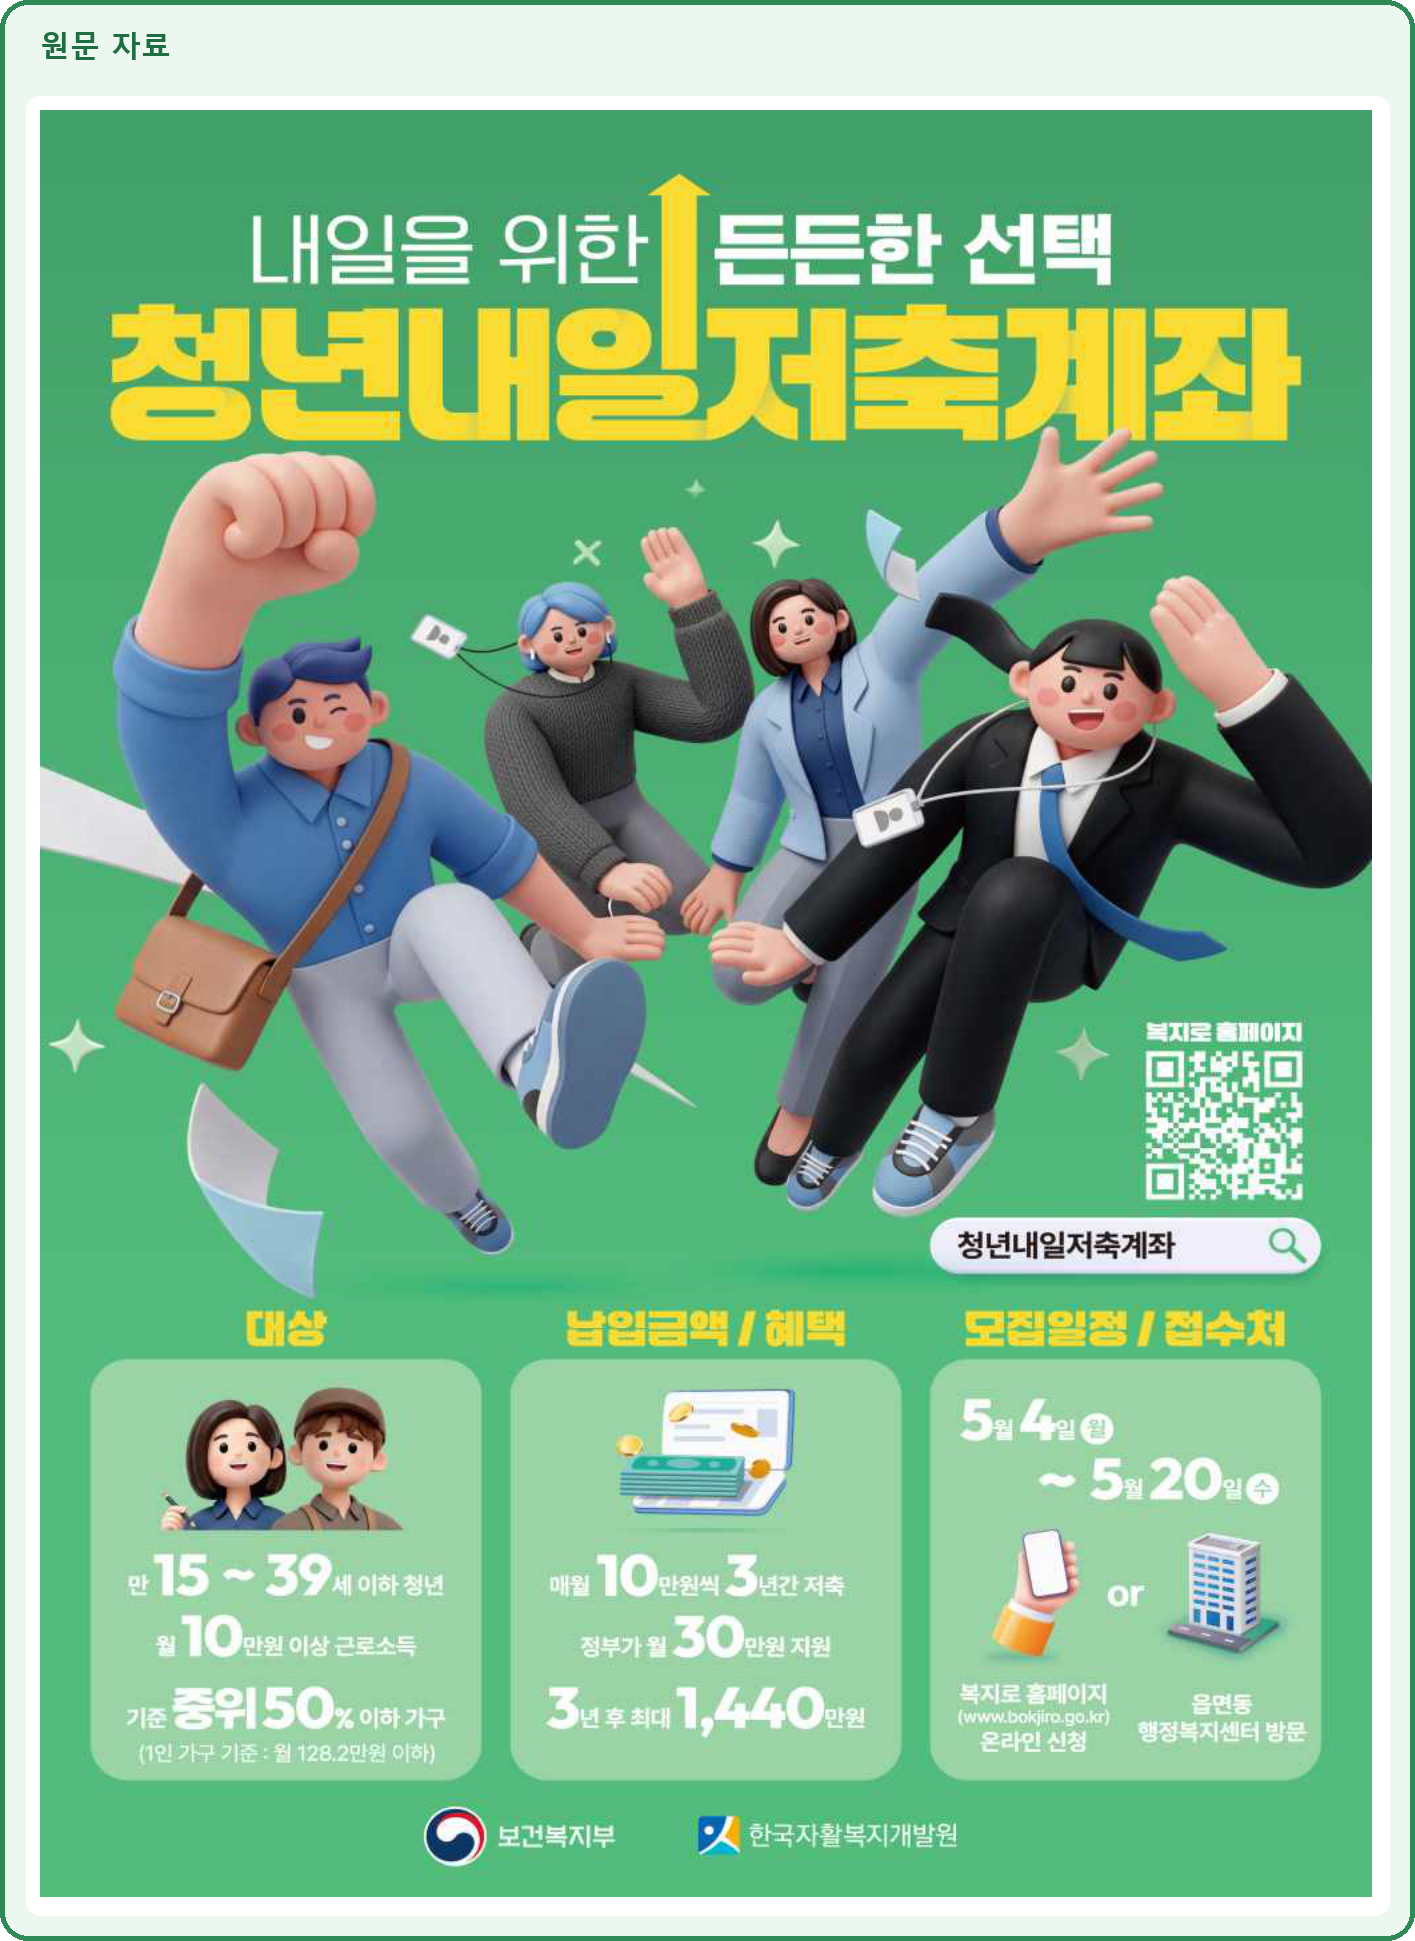 원문 자료
내일을 위한 든든한 선택
청년내일저축계좌
복지로 홈페이지
청년내일저축계좌
대상
만 15 ~ 39세 이하 청년
월 10만원 이상 근로소득
기준 중위 50% 이하 가구
(1인 가구 기준 : 월 128.2만원 이하)
납입금액 / 혜택
매월 10만원씩 3년간 저축
정부가 월 30만원 지원
3년 후 최대 1,440만원
모집일정 / 접수처
5월 4일 월
~ 5월 20일 수
or
복지로 홈페이지
(www.bokjiro.go.kr)
온라인 신청
읍면동
행정복지센터 방문
보건복지부
한국자활복지개발원